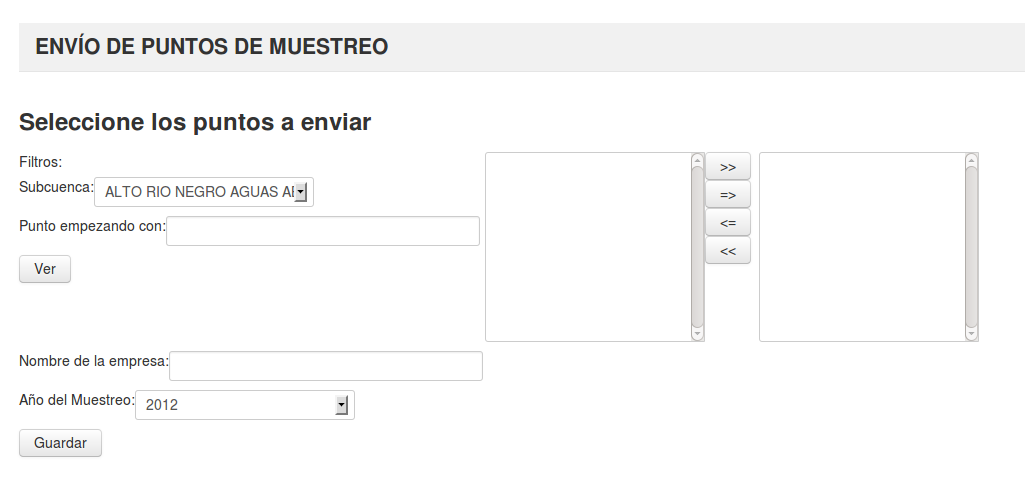 ENVÍO DE PUNTOS DE MUESTREO
Seleccione los puntos a enviar
Filtros:
Subcuenca: ALTO RIO NEGRO AGUAS
Punto empezando con:
Ver
>>
=>
<=
<<
Nombre de la empresa:
Año del Muestreo: 2012
Guardar